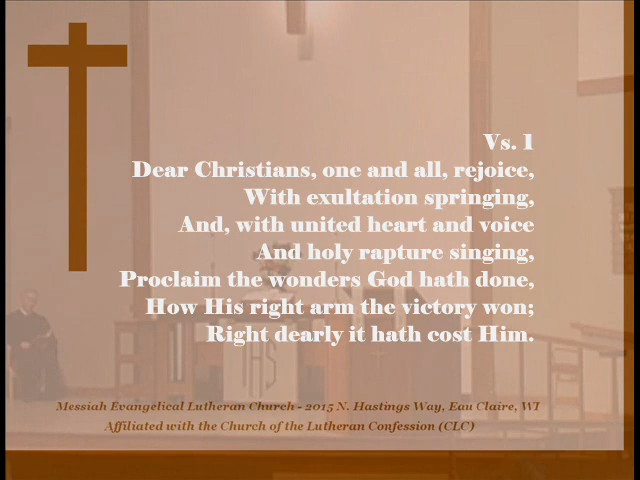 Vs. 1
Dear Christians, one and all, rejoice,
With exultation springing,
And, with united heart and voice
And holy rapture singing,
Proclaim the wonders God hath done,
How His right arm the victory won;
Right dearly it hath cost Him.
IHS
Messiah Evangelical Lutheran Church - 2015 N. Hastings Way, Eau Claire, WI
Affiliated with the Church of the Lutheran Confession (CLC)